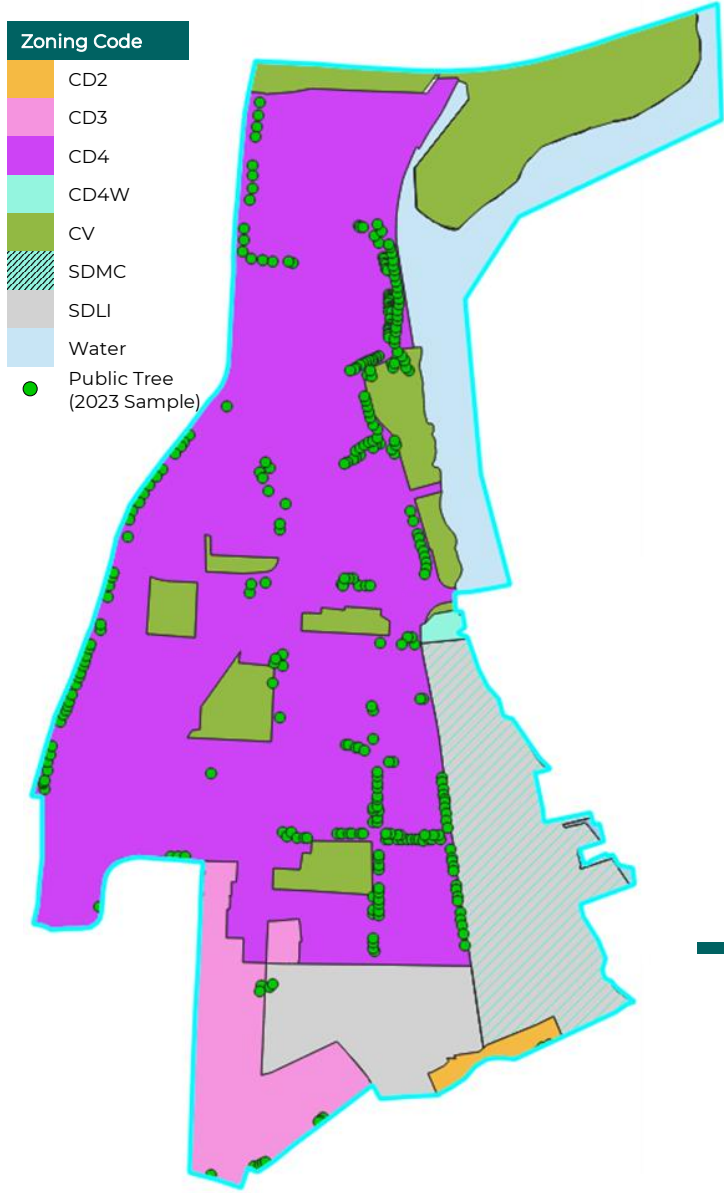 Zoning Code
CD2
CD3
CD4
CD4W
CV
SDMC
SDLI
Water
Public Tree
(2023 Sample)